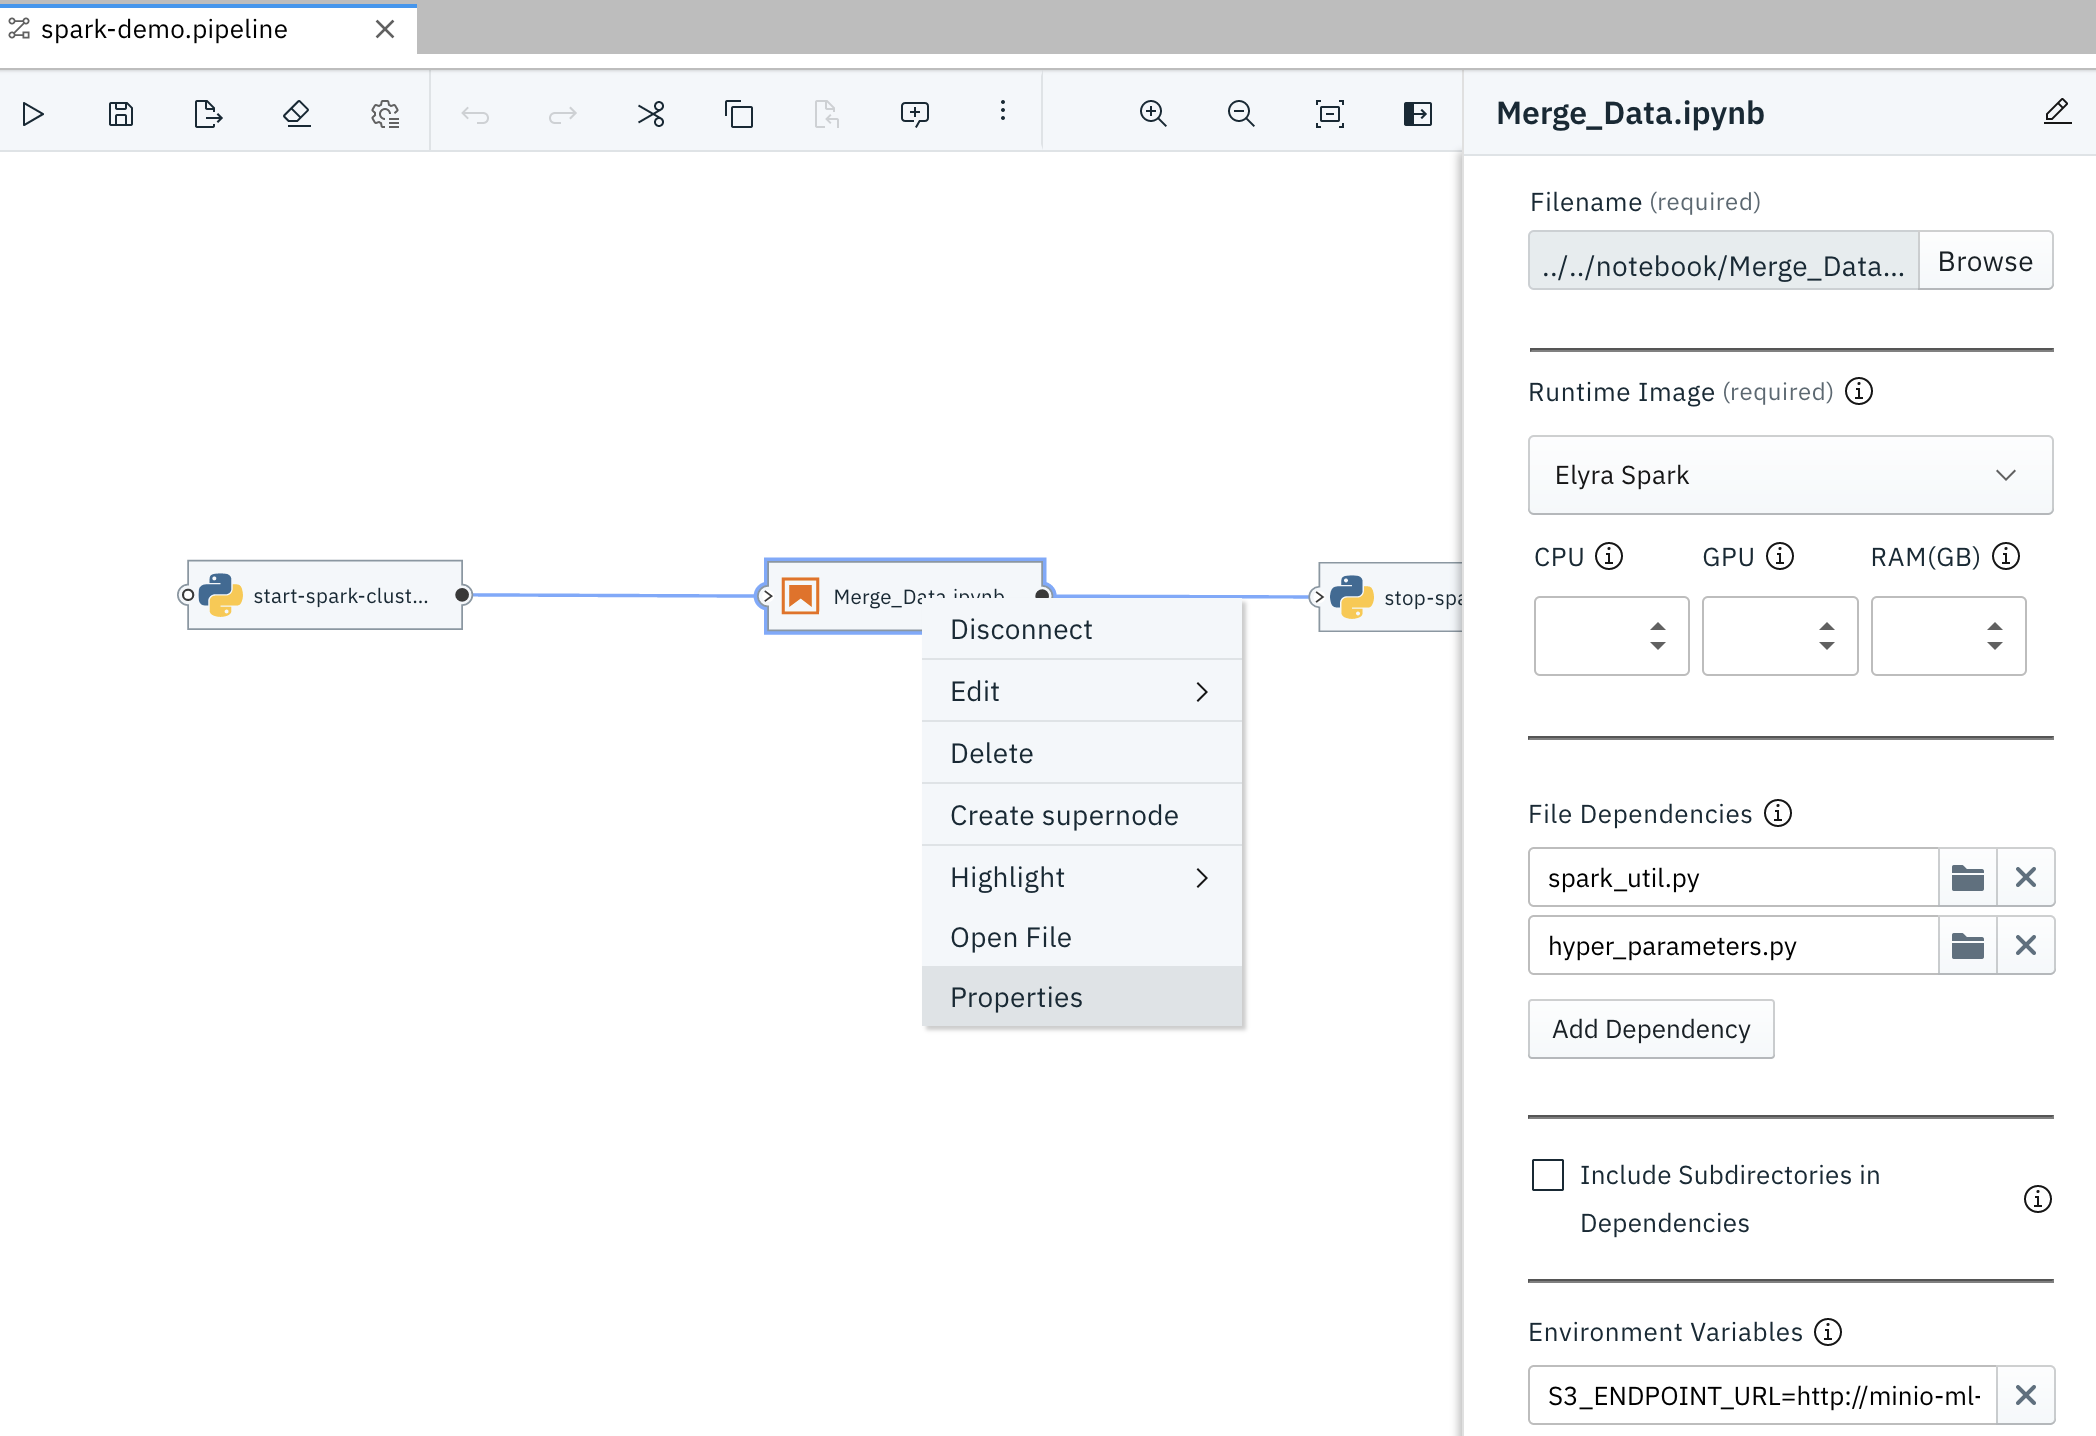 spark-demo.pipeline
Merge_Data.ipynb
Filename (required)
../../notebook/Merge_Data...
Browse
Runtime Image (required)
Elyra Spark
CPU
GPU
RAM(GB)
start-spark-clust...
Merge_Data.ipynb
stop-spa
Disconnect
Edit
Delete
Create supernode
Highlight
Open File
Properties
File Dependencies
spark_util.py
hyper_parameters.py
Add Dependency
Include Subdirectories in
Dependencies
Environment Variables
S3_ENDPOINT_URL=http://minio-ml-